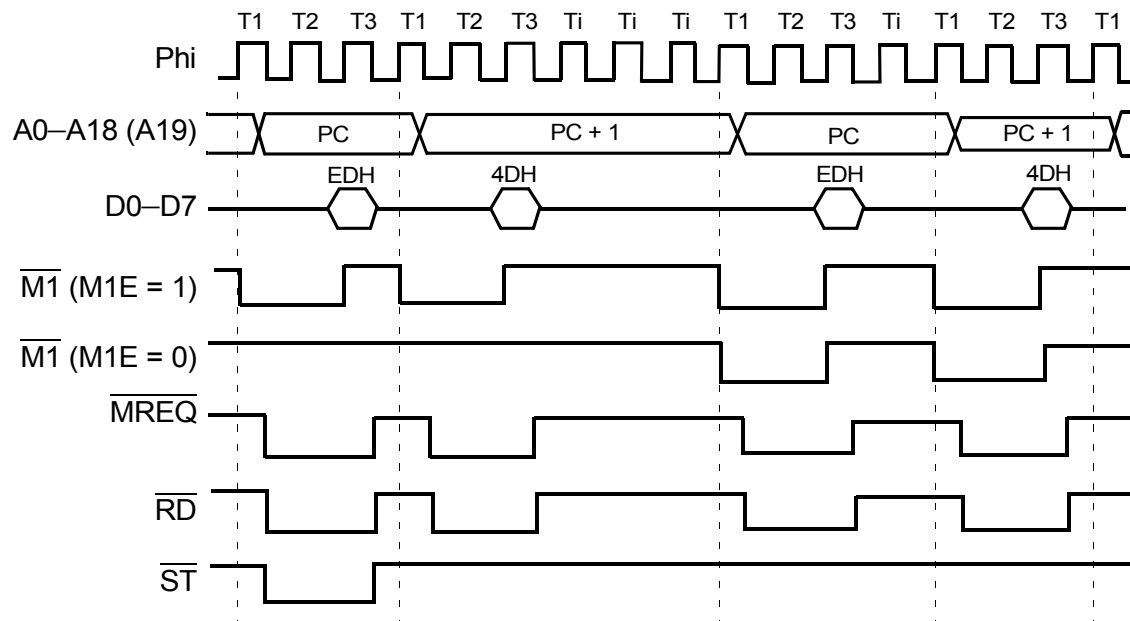 T1 T2 T3 T1 T2 T3 Ti Ti Ti T1 T2 T3 Ti T1 T2 T3 T1
Phi
A0–A18 (A19) PC PC + 1 PC PC + 1
EDH 4DH EDH 4DH
D0–D7
M1 (M1E = 1)
M1 (M1E = 0)
MREQ
RD
ST